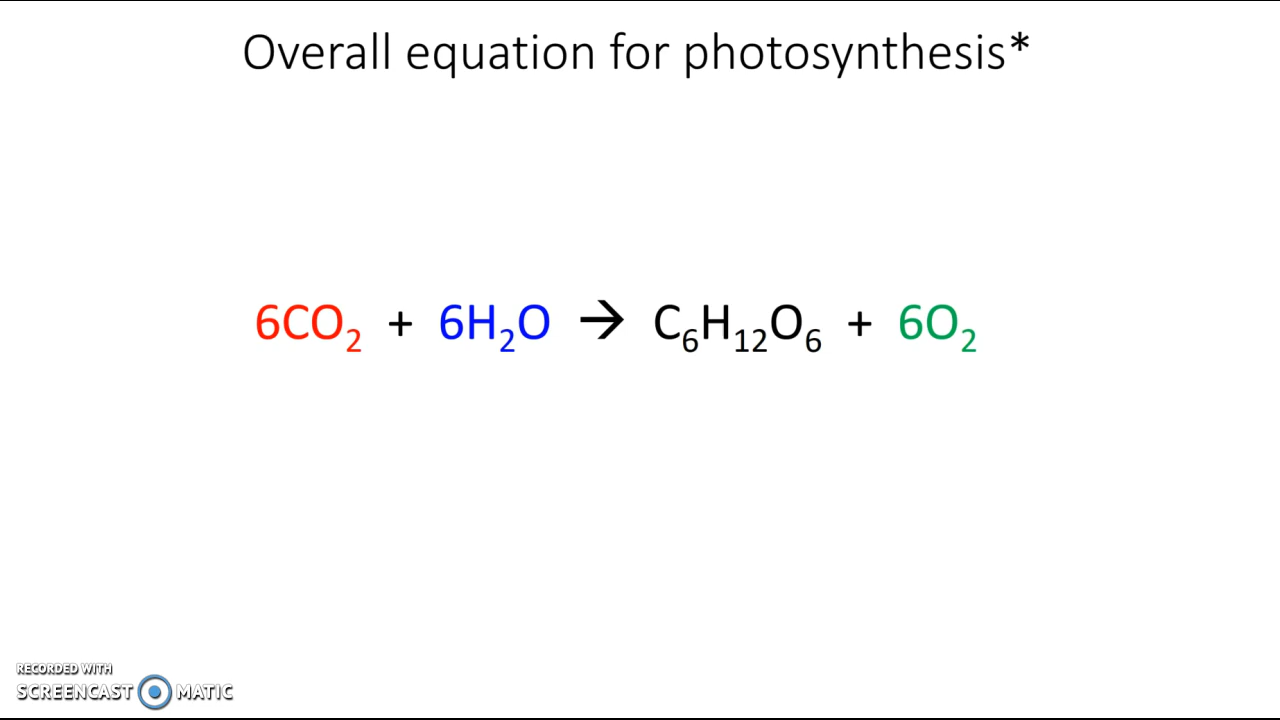 Overall equation for photosynthesis*
6CO₂ + 6H₂O → C₆H₁₂O₆ + 6O₂
RECORDED WITH
SCREENCAST MATIC